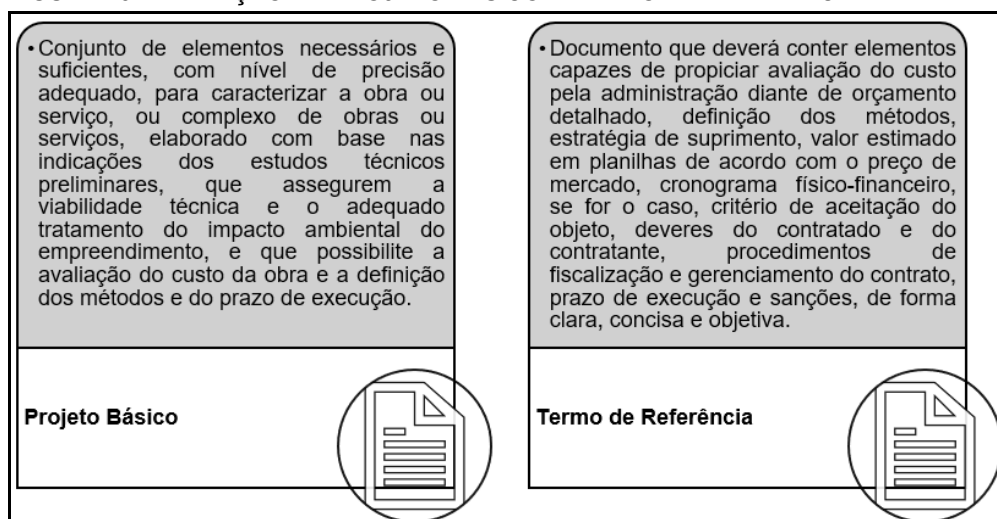 • Conjunto de elementos necessários e
suficientes, com nível de precisão
adequado, para caracterizar a obra ou
serviço, ou complexo de obras ou
serviços, elaborado com base nas
indicações dos estudos técnicos
preliminares, que assegurem a
viabilidade técnica e o adequado
tratamento do impacto ambiental do
empreendimento, e que possibilite a
avaliação do custo da obra e a definição
dos métodos e do prazo de execução.
Projeto Básico
• Documento que deverá conter elementos
capazes de propiciar avaliação do custo
pela administração diante de orçamento
detalhado, definição dos métodos,
estratégia de suprimento, valor estimado
em planilhas de acordo com o preço de
mercado, cronograma físico-financeiro,
se for o caso, critério de aceitação do
objeto, deveres do contratado e do
contratante, procedimentos de
fiscalização e gerenciamento do contrato,
prazo de execução e sanções, de forma
clara, concisa e objetiva.
Termo de Referência